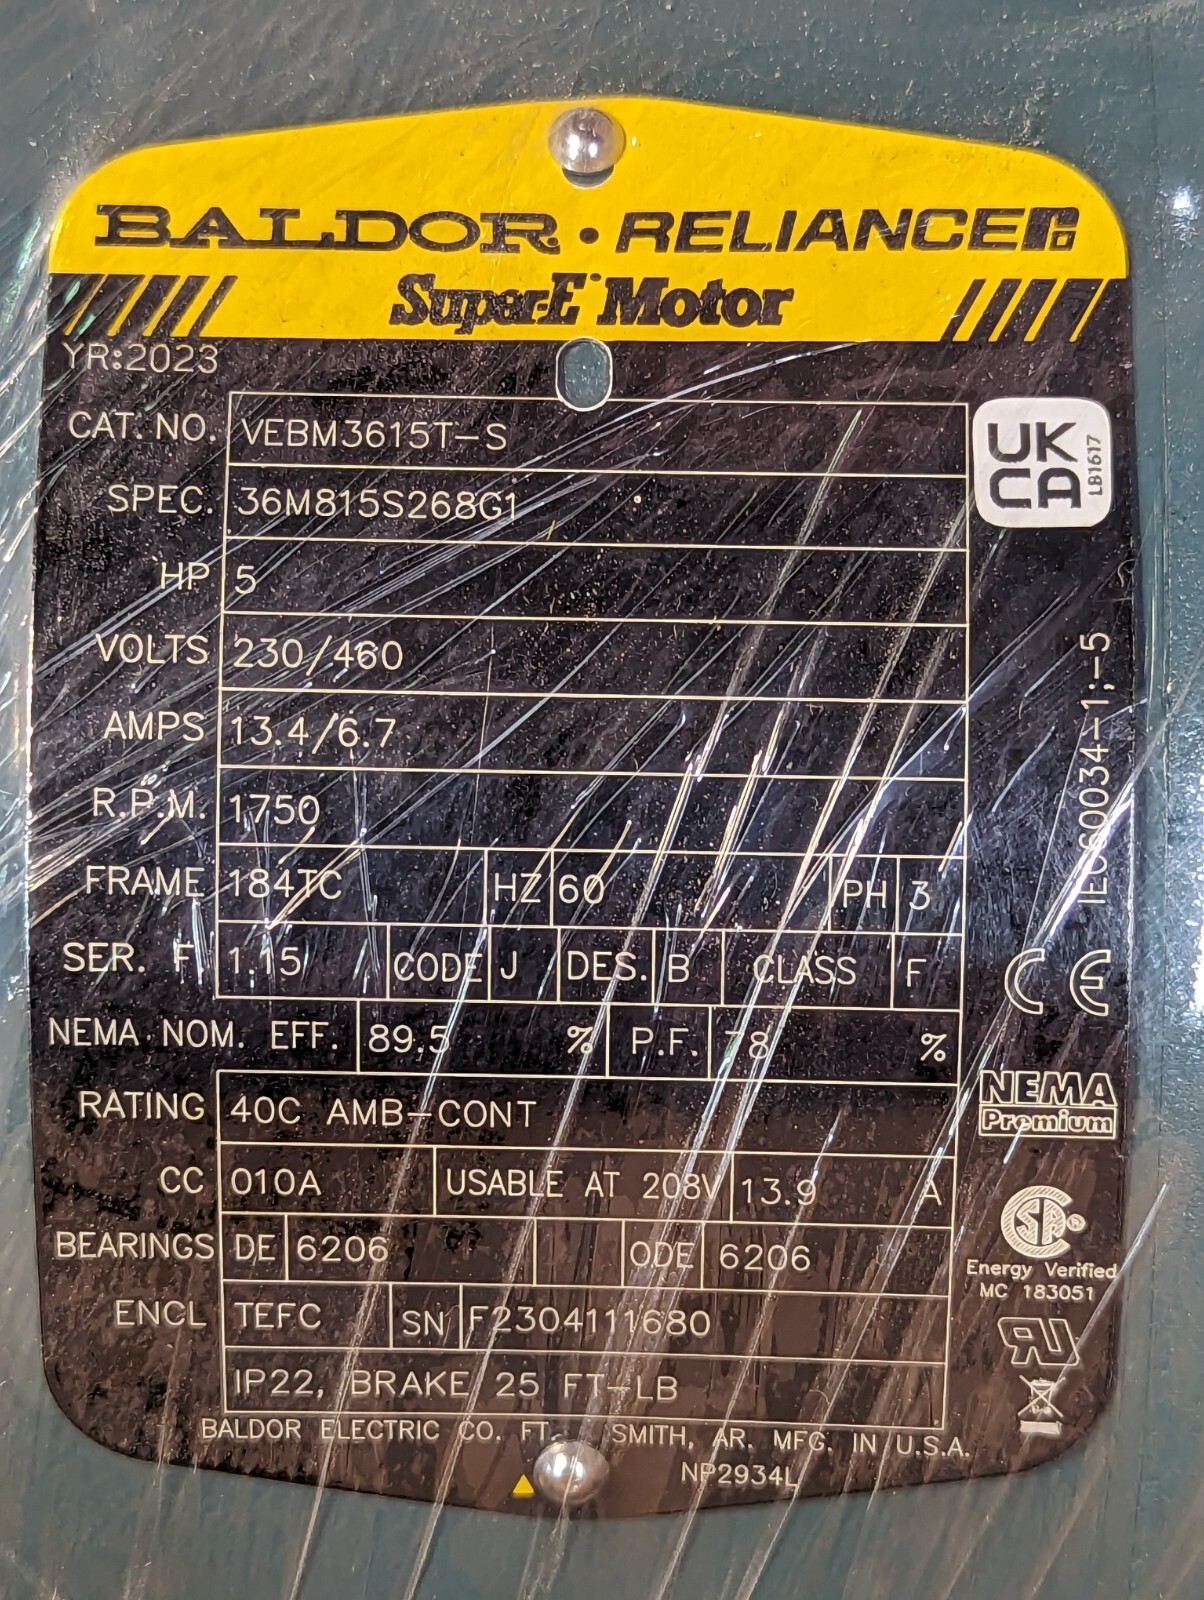 BALDOR · RELIANCE
Super-E Motor
YR:2023
CAT. NO. VEBM3615T-S
UK CA LB1617
SPEC. 36M815S268G1
HP 5
VOLTS 230/460
AMPS 13.4/6.7
R.P.M. 1750
IEC60034-1;-5
FRAME 184TC HZ 60 PH 3
SER. F. 1.15 CODE J DES. B CLASS F
CE
NEMA NOM. EFF. 89.5 % P.F. 78 %
NEMA
Premium
RATING 40C AMB-CONT
CC 010A USABLE AT 208V 13.9 A
BEARINGS DE 6206 ODE 6206
Energy Verified
MC 183051
ENCL TEFC SN F2304111680
IP22, BRAKE 25 FT-LB
BALDOR ELECTRIC CO. FT. SMITH, AR. MFG. IN U.S.A.
NP2934L